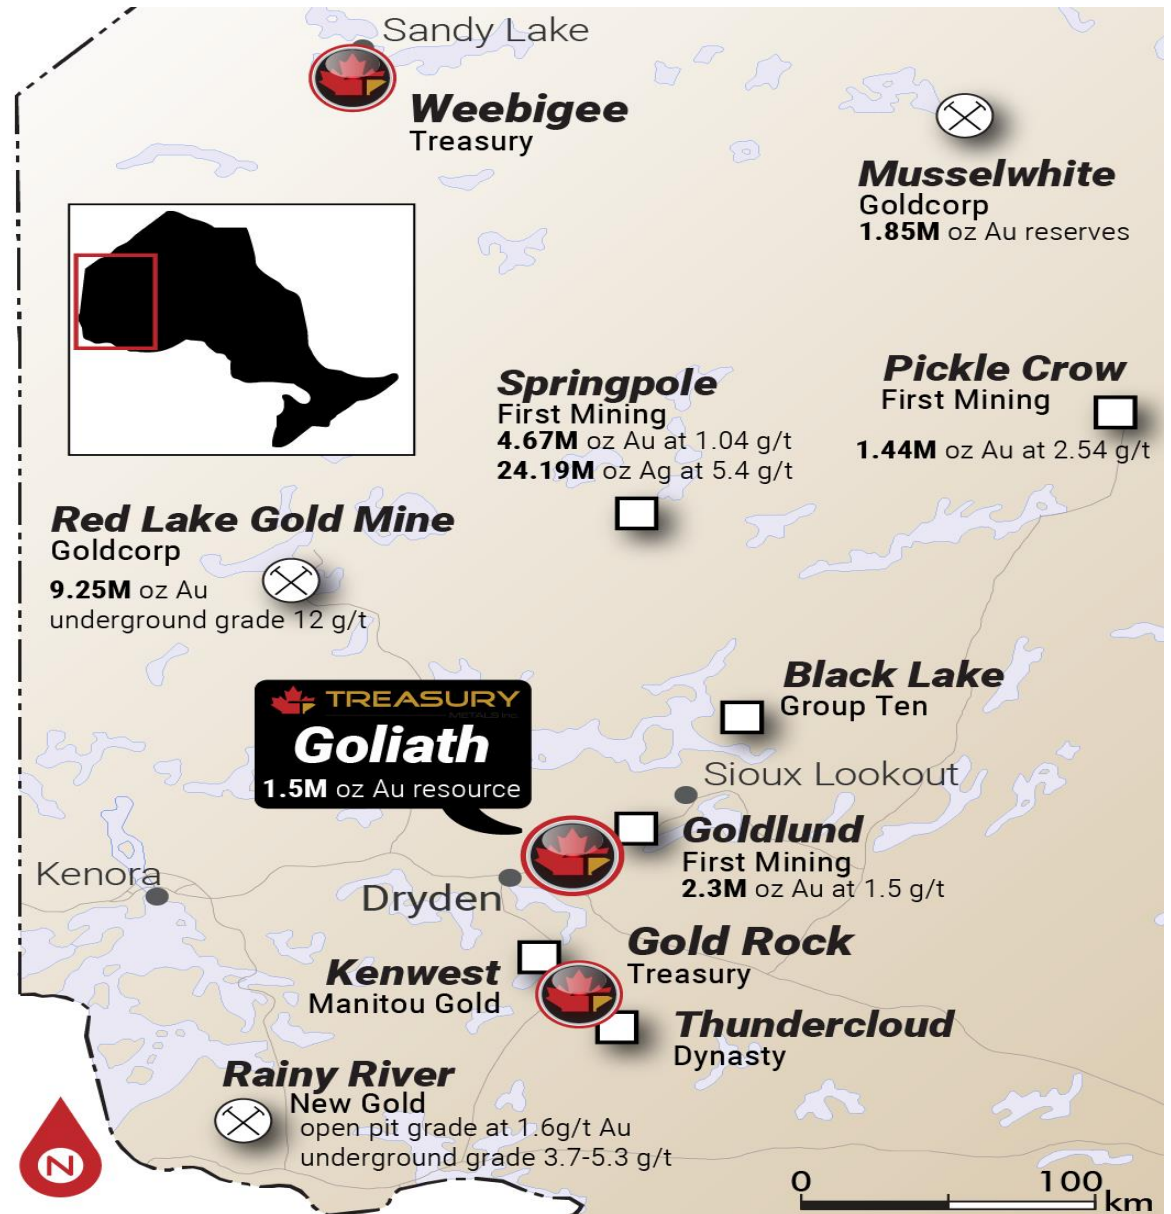 Sandy Lake
Weebigee
Treasury
Musselwhite
Goldcorp
1.85M oz Au reserves
Springpole
First Mining
4.67M oz Au at 1.04 g/t
24.19M oz Ag at 5.4 g/t
Pickle Crow
First Mining
1.44M oz Au at 2.54 g/t
Red Lake Gold Mine
Goldcorp
9.25M oz Au
underground grade 12 g/t
Black Lake
Group Ten
TREASURY
METALS Inc.
Goliath
1.5M oz Au resource
Sioux Lookout
Goldlund
First Mining
2.3M oz Au at 1.5 g/t
Kenora
Dryden
Gold Rock
Treasury
Kenwest
Manitou Gold
Thundercloud
Dynasty
Rainy River
New Gold
open pit grade at 1.6g/t Au
underground grade 3.7-5.3 g/t
N
0 100
km